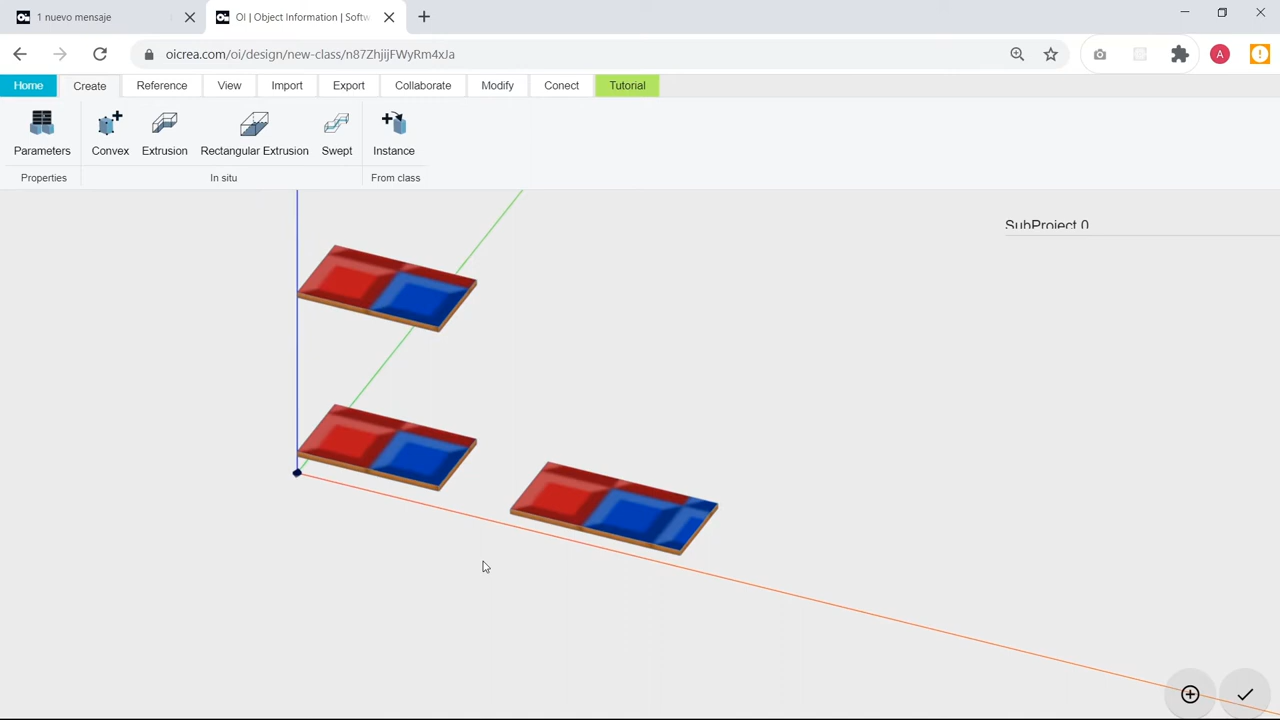 1 nuevo mensaje
OI | Object Information | Softw
oicrea.com/oi/design/new-class/n87ZhjijFWyRm4xJa
A
Home Create Reference View Import Export Collaborate Modify Conect Tutorial
Parameters Convex Extrusion Rectangular Extrusion Swept Instance
Properties In situ From class
SubProject 0